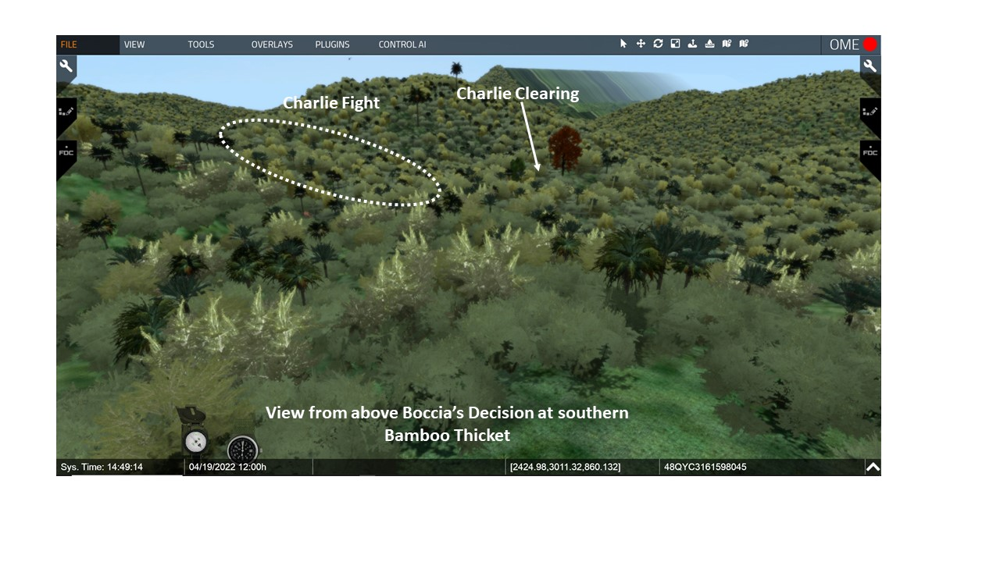 FILE VIEW TOOLS OVERLAYS PLUGINS CONTROL AI OME
Charlie Fight
Charlie Clearing
FDC FDC
View from above Boccia’s Decision at southern
Bamboo Thicket
Sys. Time: 14:49:14 04/19/2022 12:00h [2424.98,3011.32,860.132] 48QYC3161598045